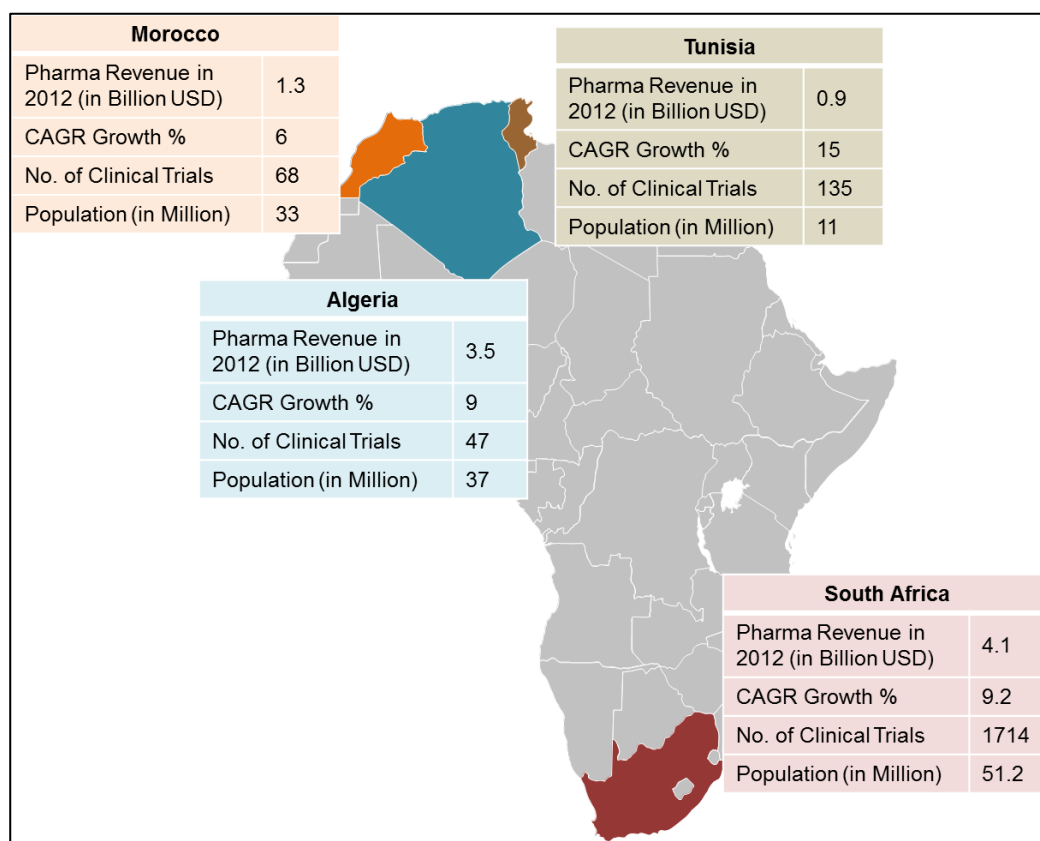 Morocco
Pharma Revenue in
2012 (in Billion USD) 1.3
CAGR Growth % 6
No. of Clinical Trials 68
Population (in Million) 33
Tunisia
Pharma Revenue in
2012 (in Billion USD) 0.9
CAGR Growth % 15
No. of Clinical Trials 135
Population (in Million) 11
Algeria
Pharma Revenue in
2012 (in Billion USD) 3.5
CAGR Growth % 9
No. of Clinical Trials 47
Population (in Million) 37
South Africa
Pharma Revenue in
2012 (in Billion USD) 4.1
CAGR Growth % 9.2
No. of Clinical Trials 1714
Population (in Million) 51.2